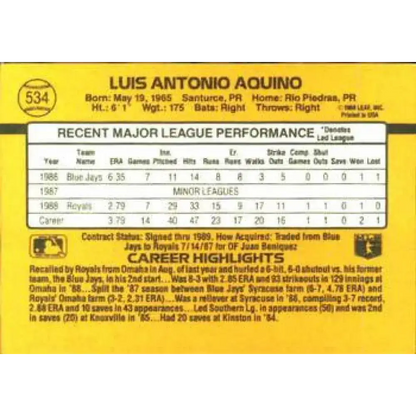 534
LUIS ANTONIO AQUINO
Born: May 19, 1965 Santurce, PR Home: Rio Piedras, PR
Ht.: 6'1" Wgt.: 175 Bats: Right Throws: Right
© 1988 LEAF, INC.
Printed in USA
RECENT MAJOR LEAGUE PERFORMANCE *Denotes Led League
Year Team Name ERA Games Inn. Pitched Hits Runs Er Walks Strike Outs Comp. Games Shut Outs Save Won Lost
1986 Blue Jays 6.35 7 11 14 8 8 3 5 0 0 0 1 1
1987 MINOR LEAGUES
1988 Royals 2.79 7 29 33 15 9 17 11 1 1 0 1 0
Career 3.79 14 40 47 23 17 20 16 1 1 0 2 1
Contract Status: Signed thru 1989. How Acquired: Traded from Blue
Jays to Royals 7/14/87 for OF Juan Beniquez
CAREER HIGHLIGHTS
Recalled by Royals from Omaha in Aug. of last year and hurled a 6-hit, 6-0 shutout vs. his former
team, the Blue Jays, in his 2nd start... Was 8-3 with 2.85 ERA and 93 strikeouts in 129 innings at
Omaha in '88... Split the '87 season between Blue Jays' Syracuse farm (6-7, 4.78 ERA) and
Royals' Omaha farm (3-2, 2.31 ERA)... Was a reliever at Syracuse in '86, compiling 3-7 record,
2.88 ERA and 10 saves in 43 appearances... Led Southern Lg. in appearances (50) and was 2nd
in saves (20) at Knoxville in '85... Had 20 saves at Kinston in '84.